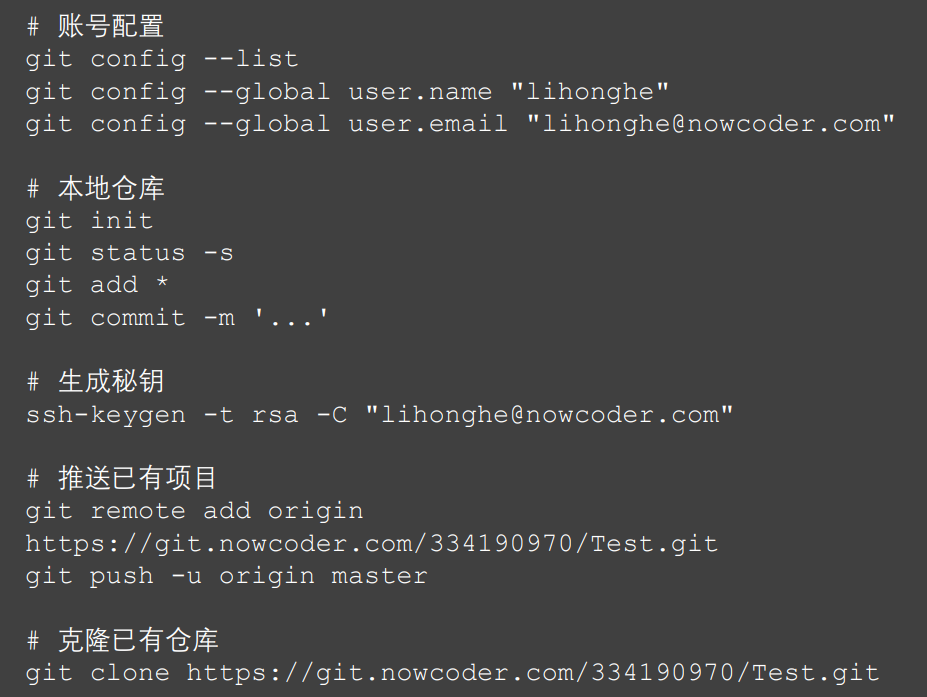 # 账号配置
git config --list
git config --global user.name "lihonghe"
git config --global user.email "lihonghe@nowcoder.com"
# 本地仓库
git init
git status -s
git add *
git commit -m '...'
# 生成秘钥
ssh-keygen -t rsa -C "lihonghe@nowcoder.com"
# 推送已有项目
git remote add origin
https://git.nowcoder.com/334190970/Test.git
git push -u origin master
# 克隆已有仓库
git clone https://git.nowcoder.com/334190970/Test.git